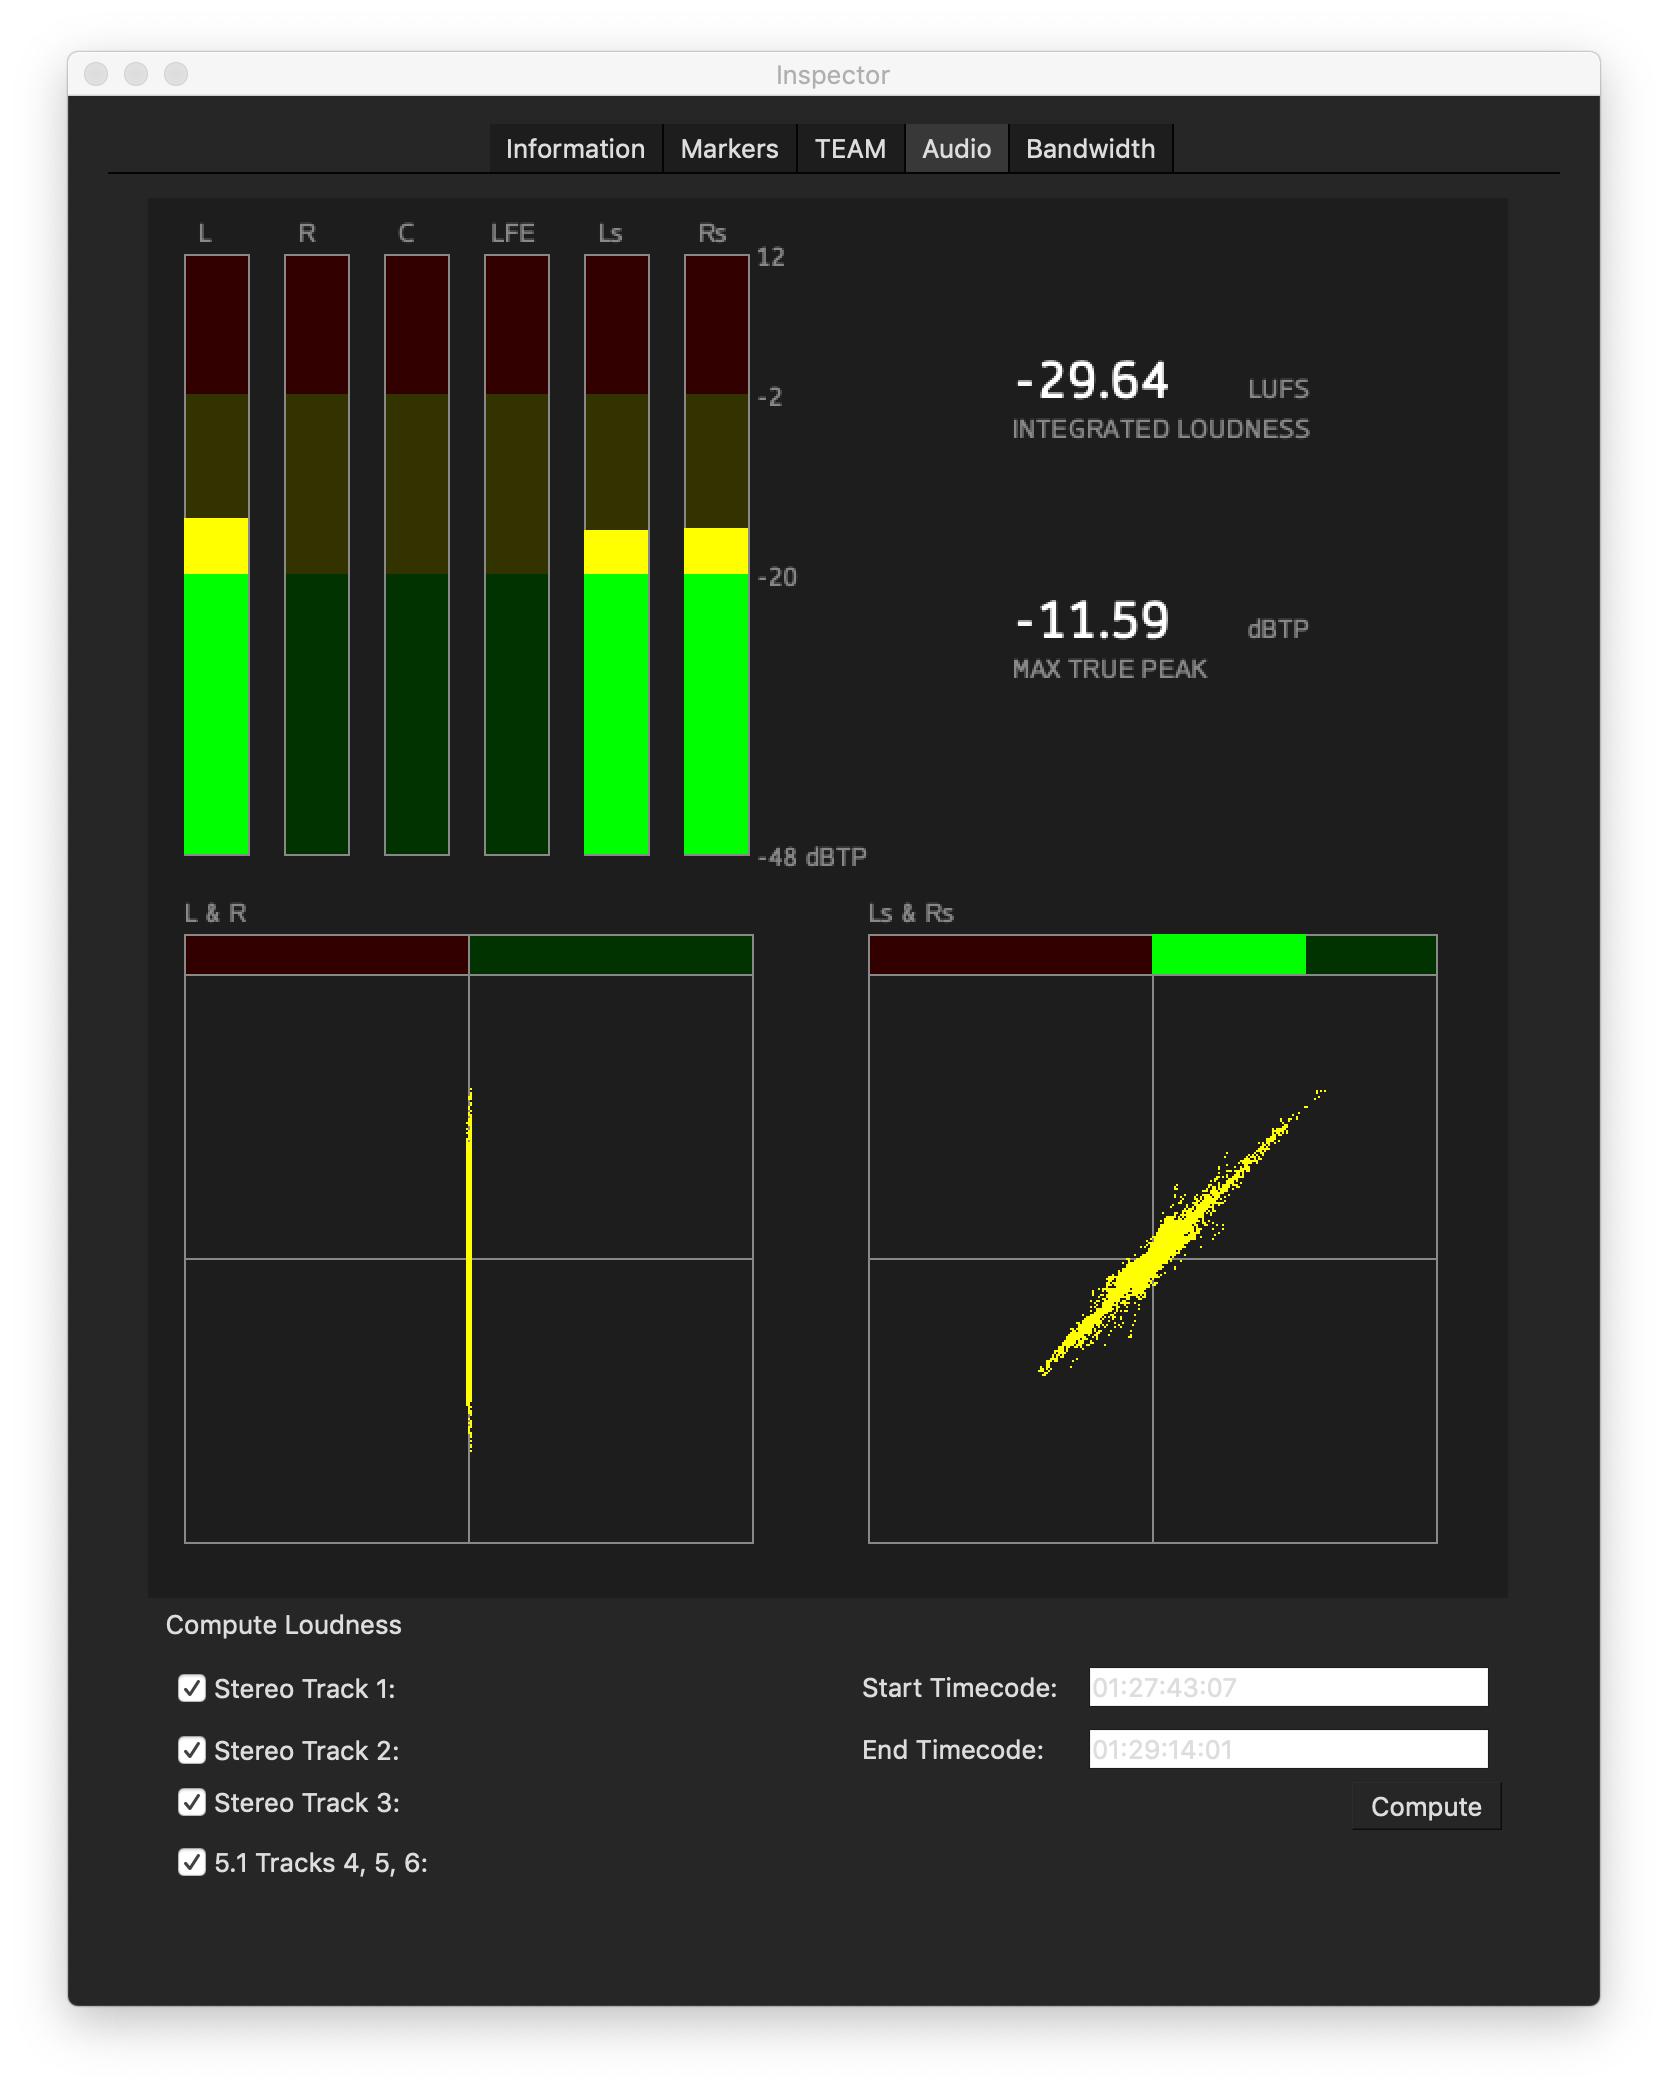 Inspector
Information Markers TEAM Audio Bandwidth
L R C LFE Ls Rs
12
-2
-20
-48 dBTP
-29.64 LUFS
INTEGRATED LOUDNESS
-11.59 dBTP
MAX TRUE PEAK
L & R
Ls & Rs
Compute Loudness
Stereo Track 1:
Stereo Track 2:
Stereo Track 3:
5.1 Tracks 4, 5, 6:
Start Timecode: 01:27:43:07
End Timecode: 01:29:14:01
Compute